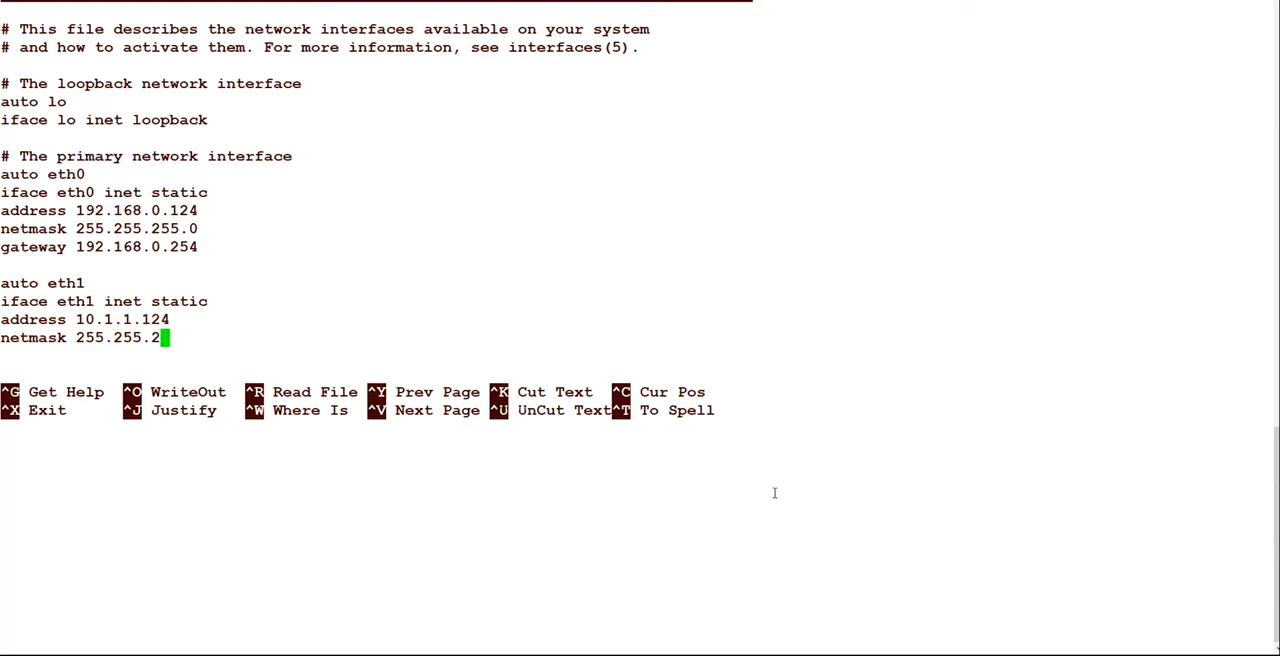 # This file describes the network interfaces available on your system
# and how to activate them. For more information, see interfaces(5).
# The loopback network interface
auto lo
iface lo inet loopback
# The primary network interface
auto eth0
iface eth0 inet static
address 192.168.0.124
netmask 255.255.255.0
gateway 192.168.0.254
auto eth1
iface eth1 inet static
address 10.1.1.124
netmask 255.255.2
^G Get Help ^O WriteOut ^R Read File ^Y Prev Page ^K Cut Text ^C Cur Pos
^X Exit ^J Justify ^W Where Is ^V Next Page ^U UnCut Text^T To Spell